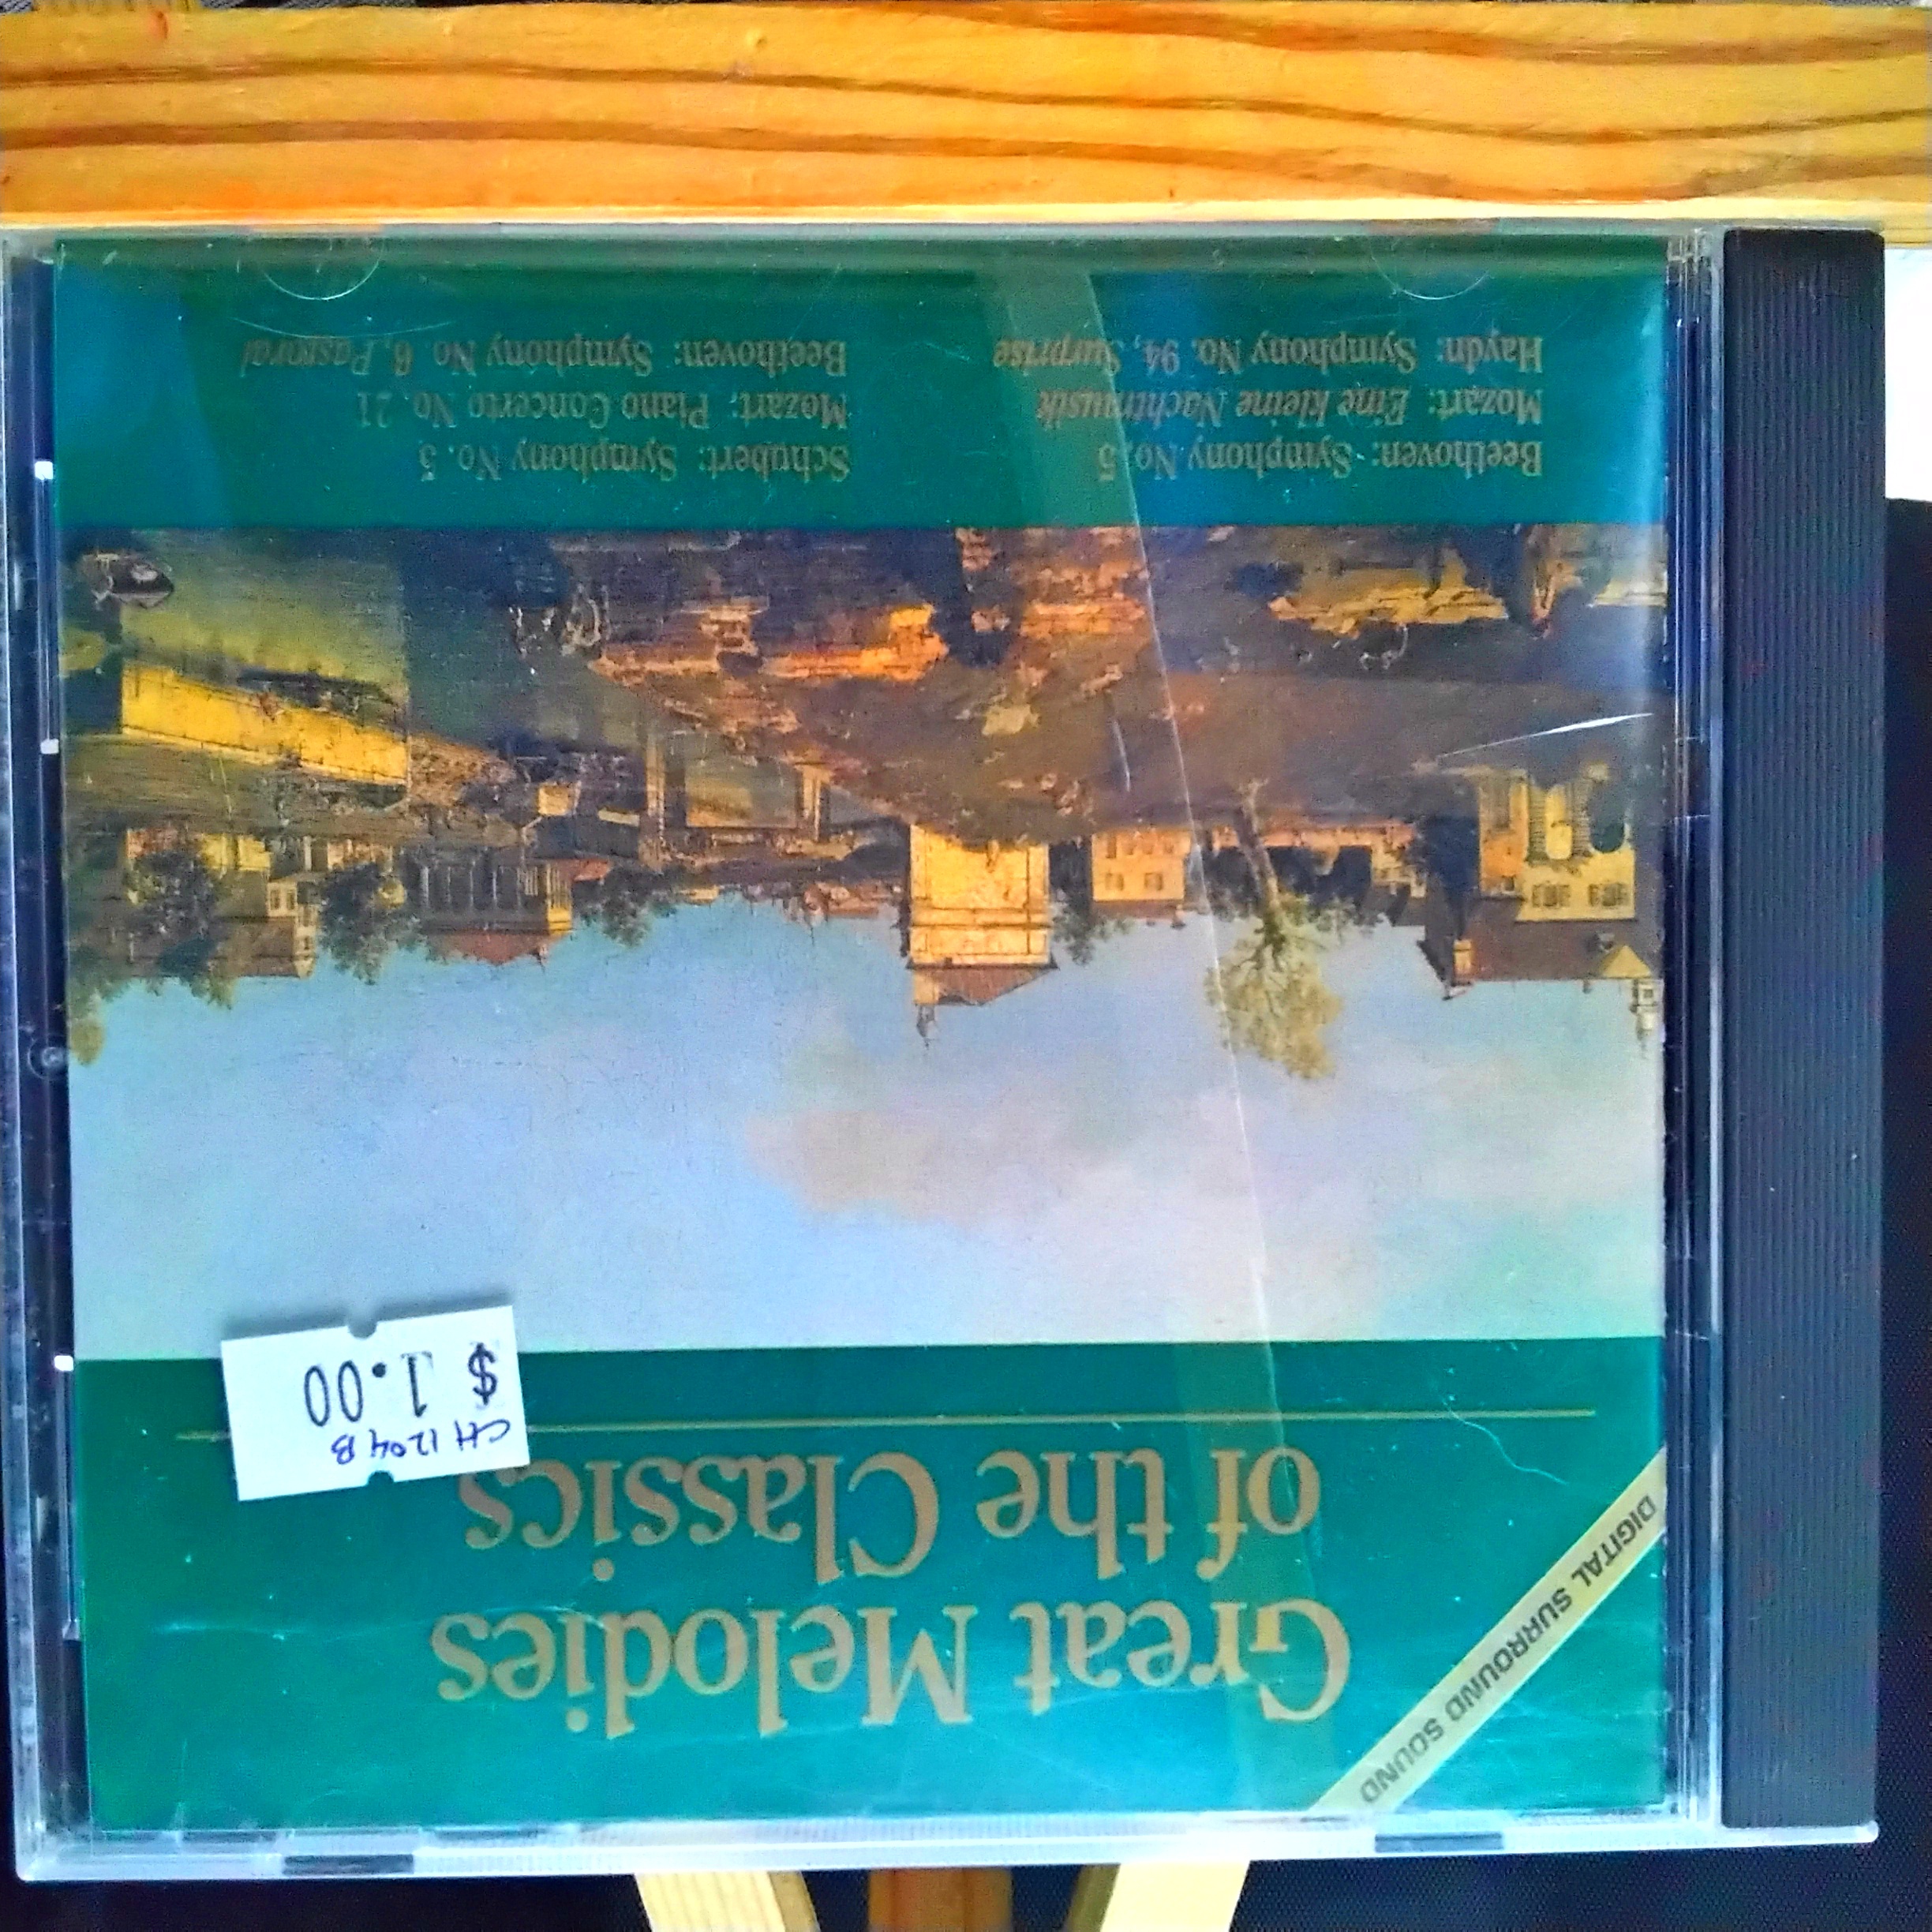 DIGITAL SURROUND SOUND
Great Melodies
of the Classics
CH 1204 B
$ 1.00
Beethoven: Symphony No. 5
Mozart: Eine kleine Nachtmusik
Haydn: Symphony No. 94, Surprise
Schubert: Symphony No. 5
Mozart: Piano Concerto No. 21
Beethoven: Symphony No. 6, Pastoral